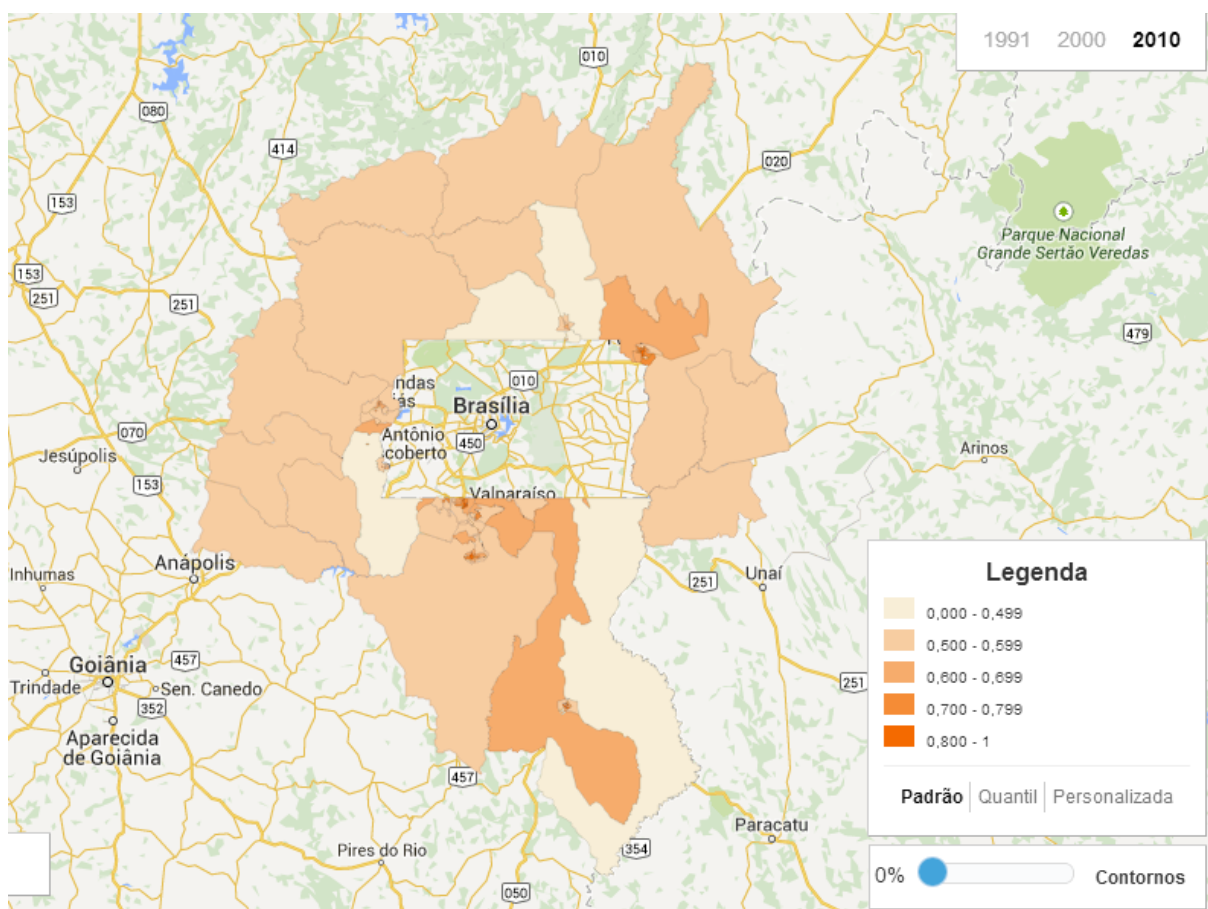 1991 2000 2010
010
080
414
020
153
Parque Nacional
Grande Sertão Veredas
153
251
251
479
010
ndas
Brasília
Antônio
coberto
450
070
Jesúpolis
Arinos
153
Valparaíso
Anápolis
Inhumas
251
Unaí
Legenda
0,000 - 0,499
0,500 - 0,599
0,600 - 0,699
0,700 - 0,799
0,800 - 1
Goiânia
457
Trindade
Sen. Canedo
251
352
Aparecida
de Goiânia
457
Padrão Quantil Personalizada
Paracatu
Pires do Rio
354
050
0% Contornos